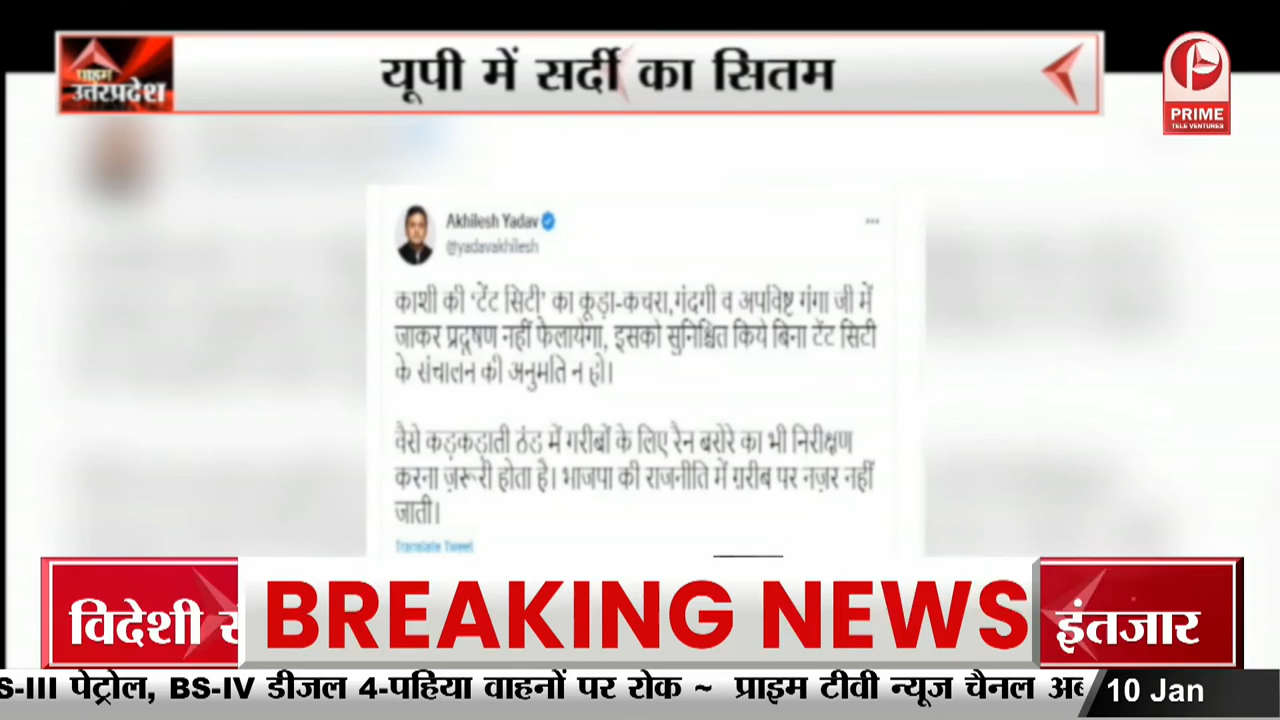 यूपी में सर्दी का सितम
प्राइम
उत्तरप्रदेश
PRIME
TELE VENTURES
Akhilesh Yadav
@yadavakhilesh
काशी की 'टेंट सिटी' का कूड़ा-कचरा,गंदगी व अपविष्ट गंगा जी में
जाकर प्रदूषण नहीं फैलायेगा, इसको सुनिश्चित किये बिना टेंट सिटी
के संचालन की अनुमति न हो।
वैसे कड़कड़ाती ठंड में गरीबों के लिए रैन बसेरे का भी निरीक्षण
करना ज़रूरी होता है। भाजपा की राजनीति में ग़रीब पर नज़र नहीं
जाती।
Translate Tweet
विदेशी
BREAKING NEWS
इंतजार
S-III पेट्रोल, BS-IV डीजल 4-पहिया वाहनों पर रोक ~ प्राइम टीवी न्यूज चैनल अब
10 Jan